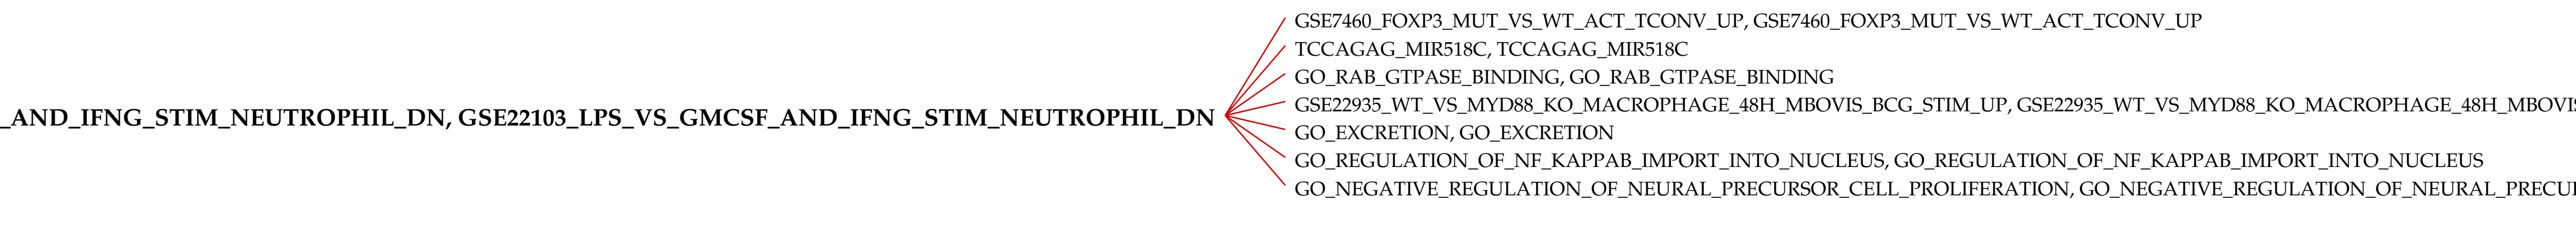 GSE7460_FOXP3_MUT_VS_WT_ACT_TCONV_UP, GSE7460_FOXP3_MUT_VS_WT_ACT_TCONV_UP
TCCAGAG_MIR518C, TCCAGAG_MIR518C
GO_RAB_GTPASE_BINDING, GO_RAB_GTPASE_BINDING
GSE22935_WT_VS_MYD88_KO_MACROPHAGE_48H_MBOVIS_BCG_STIM_UP, GSE22935_WT_VS_MYD88_KO_MACROPHAGE_48H_MBOVIS
_AND_IFNG_STIM_NEUTROPHIL_DN, GSE22103_LPS_VS_GMCSF_AND_IFNG_STIM_NEUTROPHIL_DN
GO_EXCRETION, GO_EXCRETION
GO_REGULATION_OF_NF_KAPPAB_IMPORT_INTO_NUCLEUS, GO_REGULATION_OF_NF_KAPPAB_IMPORT_INTO_NUCLEUS
GO_NEGATIVE_REGULATION_OF_NEURAL_PRECURSOR_CELL_PROLIFERATION, GO_NEGATIVE_REGULATION_OF_NEURAL_PRECU